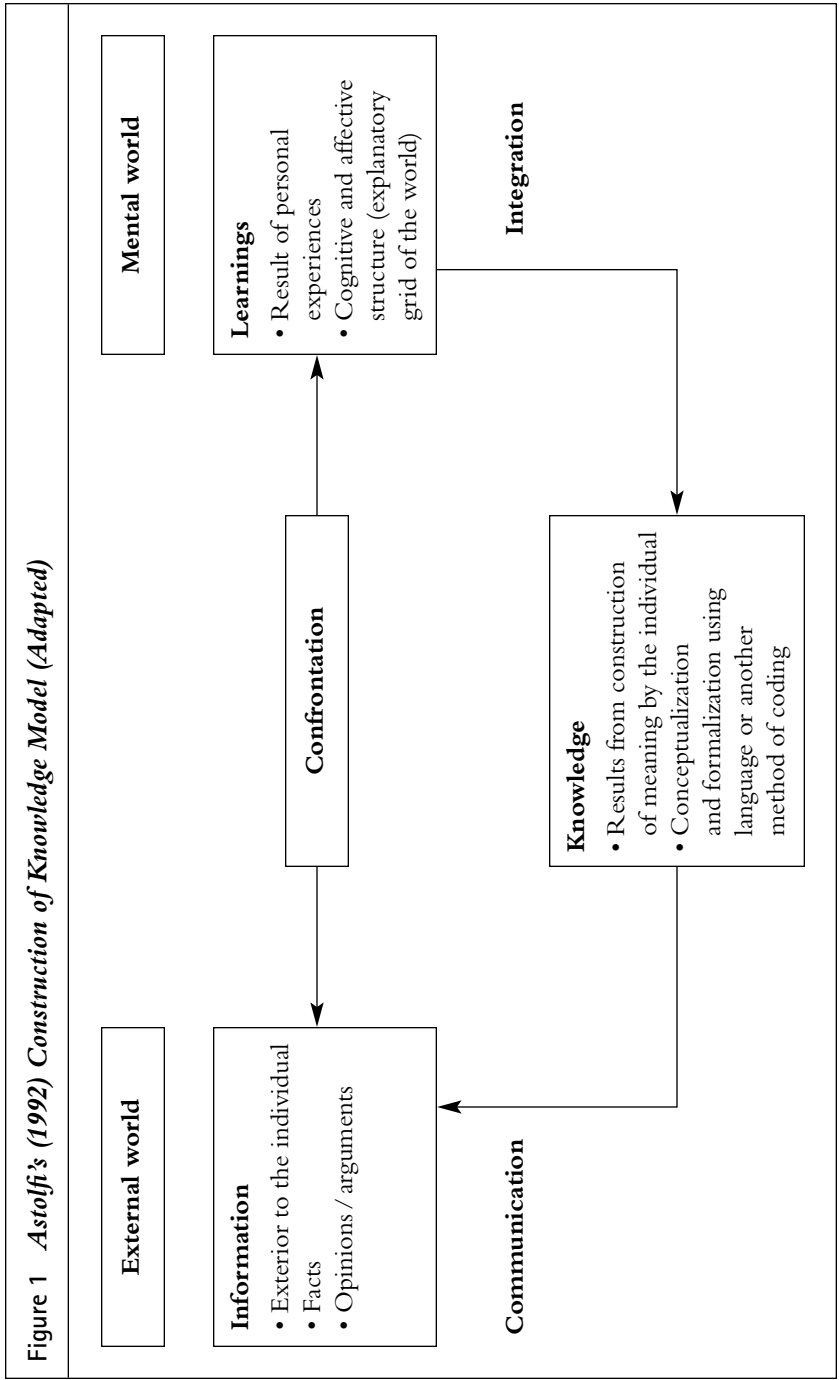 Figure 1 Astolfi's (1992) Construction of Knowledge Model (Adapted)
External world
Mental world
Information
• Exterior to the individual
• Facts
• Opinions / arguments
Confrontation
Learnings
• Result of personal
experiences
• Cognitive and affective
structure (explanatory
grid of the world)
Communication
Knowledge
• Results from construction
of meaning by the individual
• Conceptualization
and formalization using
language or another
method of coding
Integration